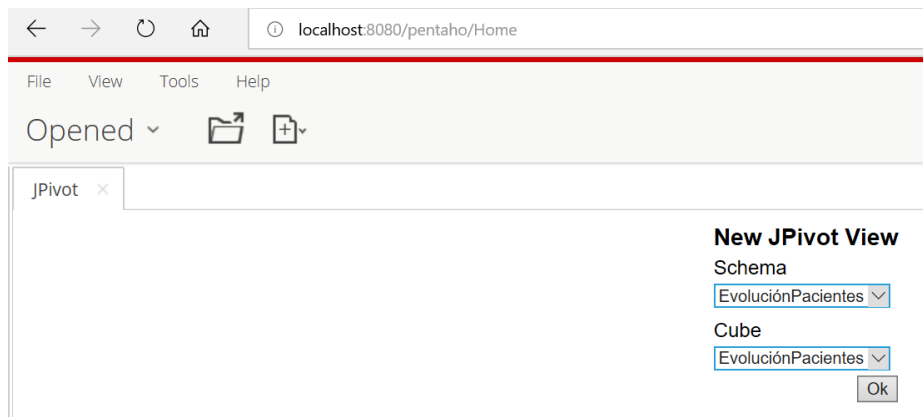 localhost:8080/pentaho/Home
File View Tools Help
Opened
JPivot
New JPivot View
Schema
EvoluciónPacientes
Cube
EvoluciónPacientes
Ok